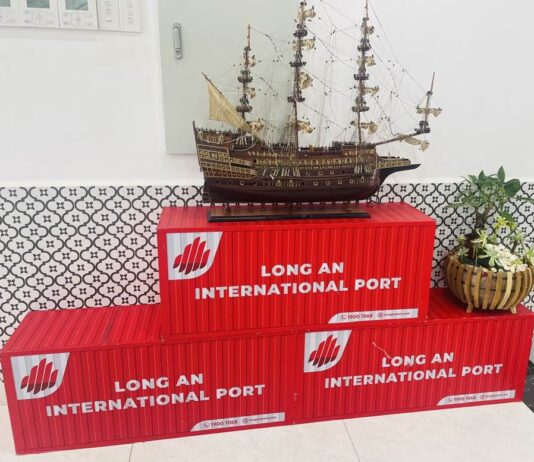 LONG AN
INTERNATIONAL PORT
1900 7068
LONG AN
INTERNATIONAL PORT
1900 7068
LONG AN
INTERNATIONAL PORT
1900 7068